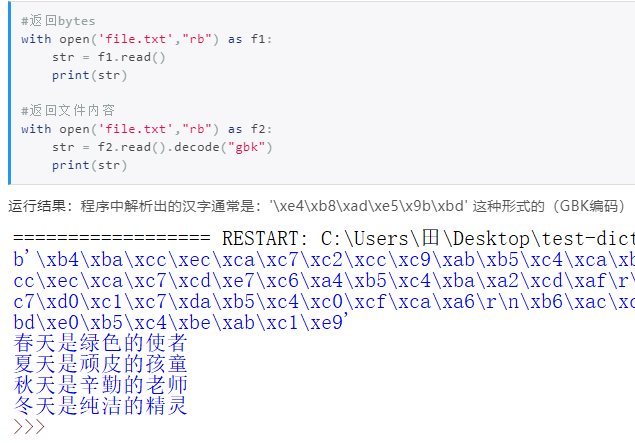 #返回bytes
with open('file.txt',"rb") as f1:
    str = f1.read()
    print(str)
#返回文件内容
with open('file.txt',"rb") as f2:
    str = f2.read().decode("gbk")
    print(str)
运行结果：程序中解析出的汉字通常是：'\xe4\xb8\xad\xe5\x9b\xbd' 这种形式的（GBK编码）
================== RESTART: C:\Users\田\Desktop\test-dict
b'\xb4\xba\xcc\xec\xca\xc7\xc2\xcc\xc9\xab\xb5\xc4\xca\xb
cc\xec\xca\xc7\xcd\xe7\xc6\xa4\xb5\xc4\xba\xa2\xcd\xaf\r\
c7\xd0\xc1\xc7\xda\xb5\xc4\xc0\xcf\xca\xa6\r\n\xb6\xac\xc
bd\xe0\xb5\xc4\xbe\xab\xc1\xe9'
春天是绿色的使者
夏天是顽皮的孩童
秋天是辛勤的老师
冬天是纯洁的精灵
>>>